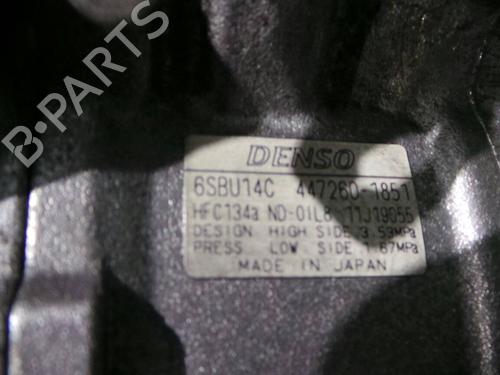 B-PARTS
DENSO
6SBU14C 447260-1851
HFC134a ND-OIL8 11J19055
DESIGN HIGH SIDE 3.53MPa
PRESS. LOW SIDE 1.67MPa
MADE IN JAPAN